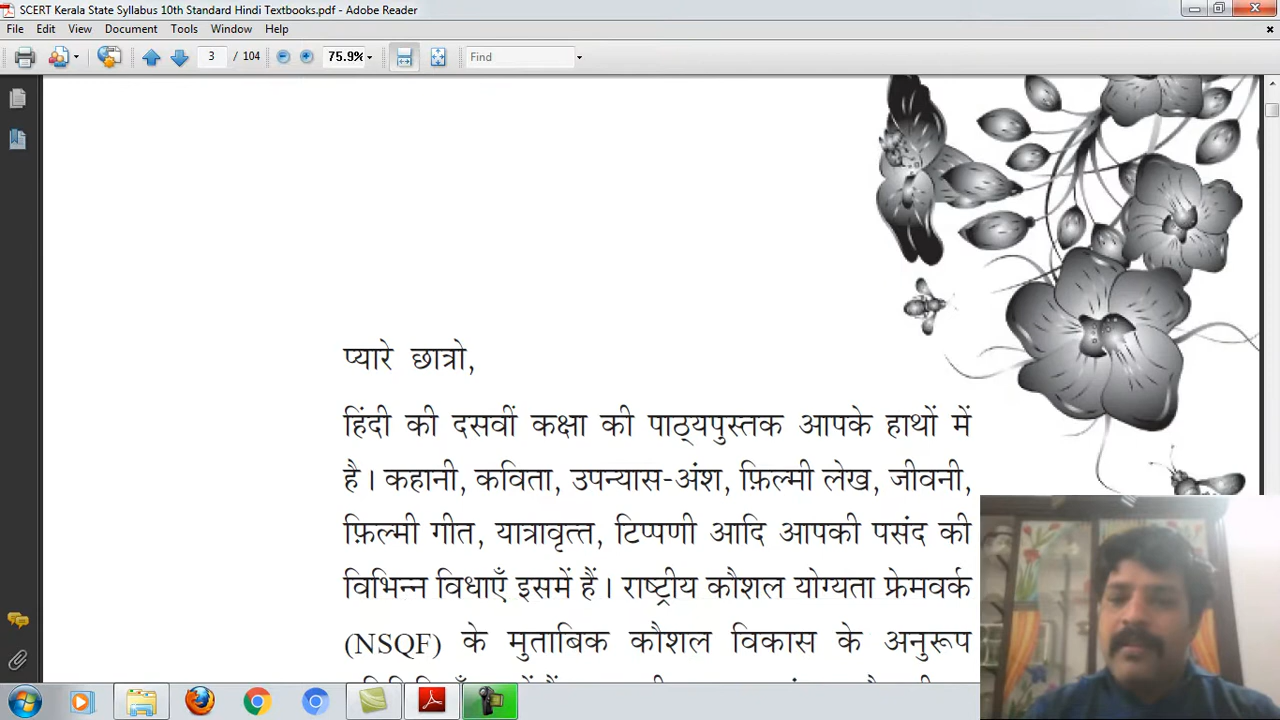 SCERT Kerala State Syllabus 10th Standard Hindi Textbooks.pdf - Adobe Reader
File Edit View Document Tools Window Help
3 / 104 75.9% Find
प्यारे छात्रो,
हिंदी की दसवीं कक्षा की पाठ्यपुस्तक आपके हाथों में
है। कहानी, कविता, उपन्यास-अंश, फ़िल्मी लेख, जीवनी,
फ़िल्मी गीत, यात्रावृत्त, टिप्पणी आदि आपकी पसंद की
विभिन्न विधाएँ इसमें हैं। राष्ट्रीय कौशल योग्यता फ्रेमवर्क
(NSQF) के मुताबिक कौशल विकास के अनुरूप